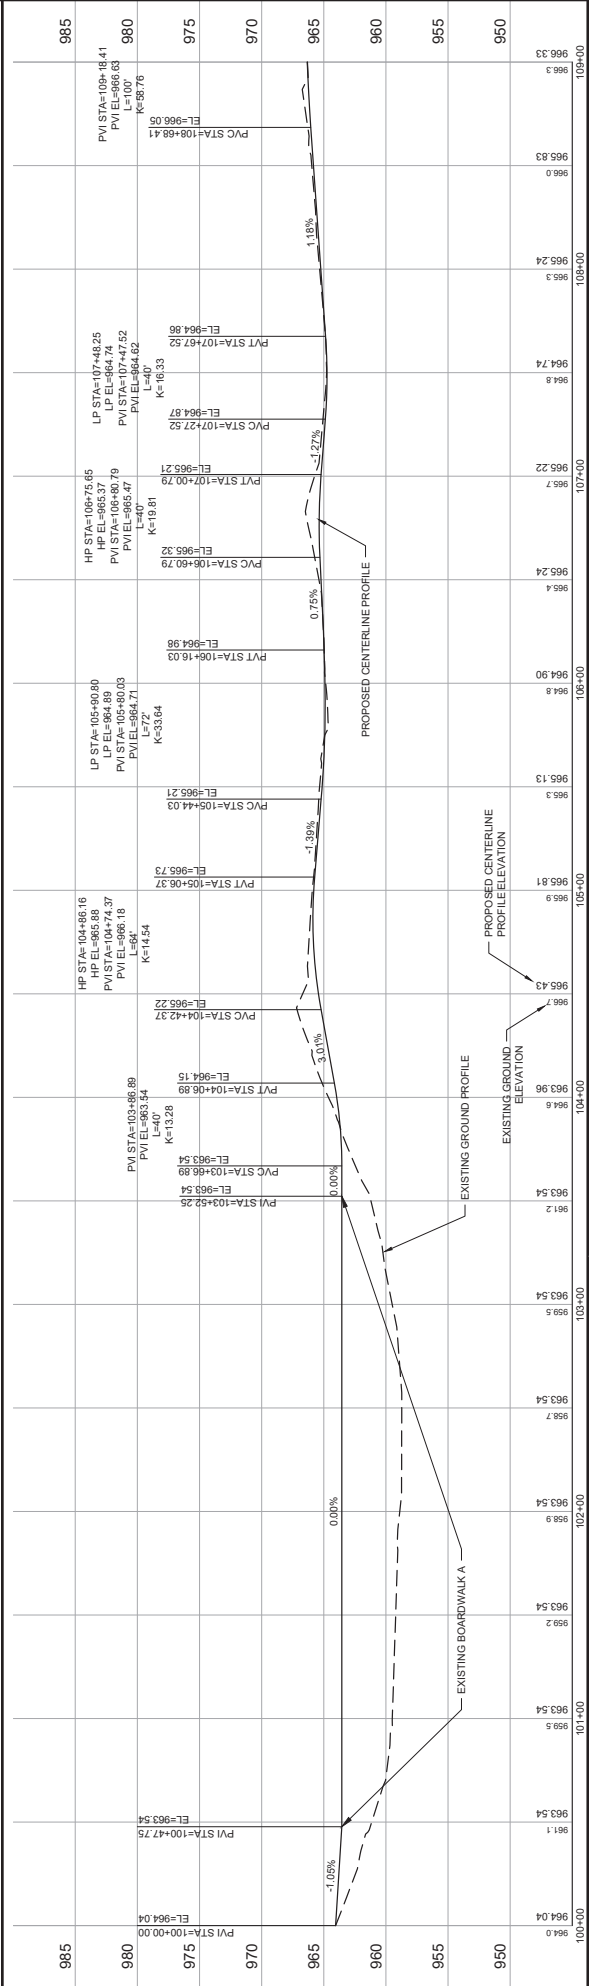 985
980
975
970
965
960
955
950
985
980
975
970
965
960
955
950
PVI STA=100+00.00
EL=964.04
-1.05%
PVI STA=100+47.75
EL=963.54
0.00%
EXISTING BOARDWALK A
PVI STA=103+52.25
EL=963.54
0.00%
PVC STA=103+66.89
EL=963.54
PVI STA=103+86.89
PVI EL=963.54
L=40'
K=13.28
PVT STA=104+06.89
EL=964.15
3.01%
PVC STA=104+42.37
EL=965.22
HP STA=104+86.16
HP EL=965.88
PVI STA=104+74.37
PVI EL=966.18
L=64'
K=14.54
PVT STA=105+06.37
EL=965.73
-1.39%
PVC STA=105+44.03
EL=965.21
LP STA=105+90.80
LP EL=964.89
PVI STA=105+80.03
PVI EL=964.71
L=72'
K=33.64
PVT STA=106+16.03
EL=964.98
0.75%
PVC STA=106+60.79
EL=965.32
HP STA=106+75.65
HP EL=965.37
PVI STA=106+80.79
PVI EL=965.47
L=40'
K=19.81
PVT STA=107+00.79
EL=965.21
-1.27%
PVC STA=107+27.52
EL=964.87
LP STA=107+48.25
LP EL=964.74
PVI STA=107+47.52
PVI EL=964.62
L=40'
K=16.33
PVT STA=107+67.52
EL=964.86
1.18%
PVC STA=108+68.41
EL=966.05
PVI STA=109+18.41
PVI EL=966.63
L=100'
K=58.76
EXISTING GROUND PROFILE
PROPOSED CENTERLINE PROFILE
EXISTING GROUND
ELEVATION
PROPOSED CENTERLINE
PROFILE ELEVATION
964.04
964.0
100+00
963.54
961.1
963.54
959.5
101+00
963.54
959.2
963.54
958.9
102+00
963.54
958.7
963.54
959.5
103+00
963.54
961.2
963.96
964.6
104+00
965.43
966.7
965.81
965.9
105+00
965.13
965.3
964.90
964.8
106+00
965.24
965.4
965.22
965.7
107+00
964.74
964.8
965.24
965.3
108+00
965.83
966.0
966.33
966.3
109+00